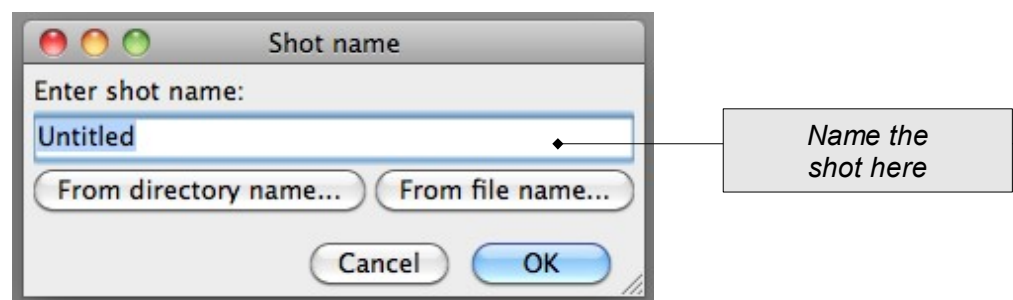 Shot name
Enter shot name:
Untitled
Name the
shot here
From directory name...
From file name...
Cancel
OK